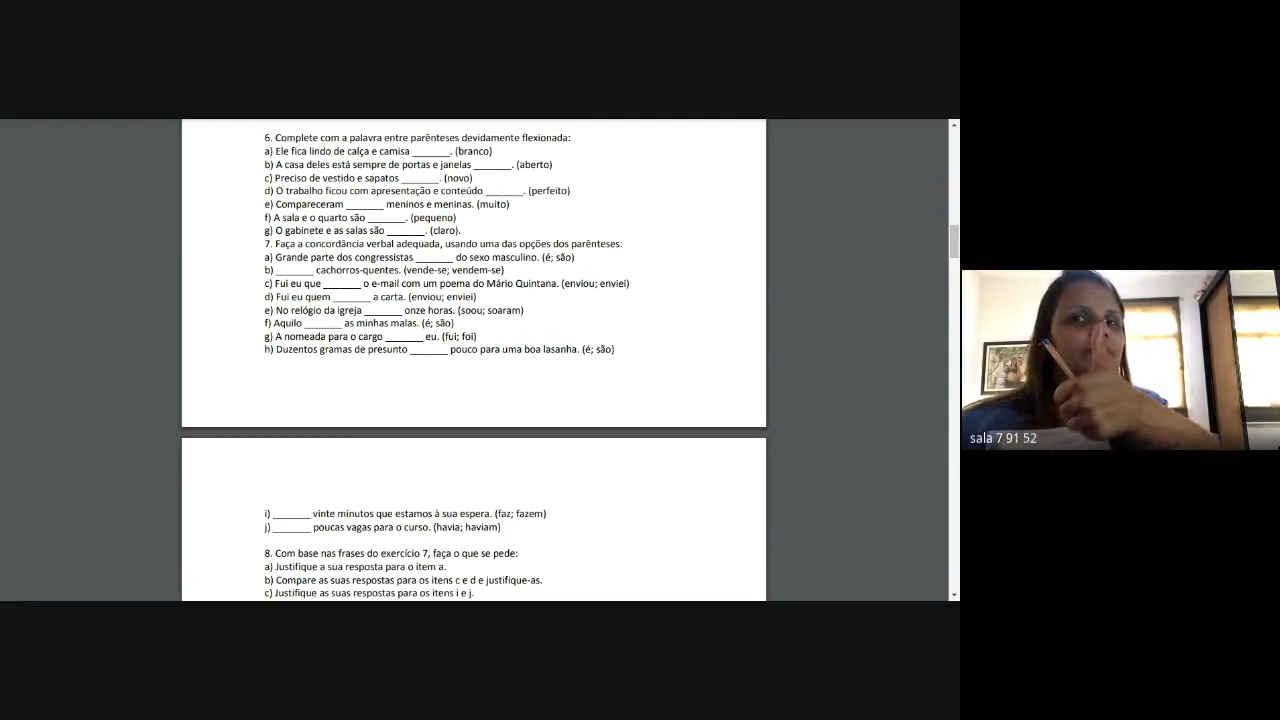 6. Complete com a palavra entre parênteses devidamente flexionada:
a) Ele fica lindo de calça e camisa _______. (branco)
b) A casa deles está sempre de portas e janelas _______. (aberto)
c) Preciso de vestido e sapatos _______. (novo)
d) O trabalho ficou com apresentação e conteúdo _______. (perfeito)
e) Compareceram _______ meninos e meninas. (muito)
f) A sala e o quarto são _______. (pequeno)
g) O gabinete e as salas são _______. (claro).
7. Faça a concordância verbal adequada, usando uma das opções dos parênteses:
a) Grande parte dos congressistas _______ do sexo masculino. (é; são)
b) _______ cachorros-quentes. (vende-se; vendem-se)
c) Fui eu que _______ o e-mail com um poema do Mário Quintana. (enviou; enviei)
d) Fui eu quem _______ a carta. (enviou; enviei)
e) No relógio da igreja _______ onze horas. (soou; soaram)
f) Aquilo _______ as minhas malas. (é; são)
g) A nomeada para o cargo _______ eu. (fui; foi)
h) Duzentos gramas de presunto _______ pouco para uma boa lasanha. (é; são)
i) _______ vinte minutos que estamos à sua espera. (faz; fazem)
j) _______ poucas vagas para o curso. (havia; haviam)
8. Com base nas frases do exercício 7, faça o que se pede:
a) Justifique a sua resposta para o item a.
b) Compare as suas respostas para os itens c e d e justifique-as.
c) Justifique as suas respostas para os itens i e j.
sala 7 91 52